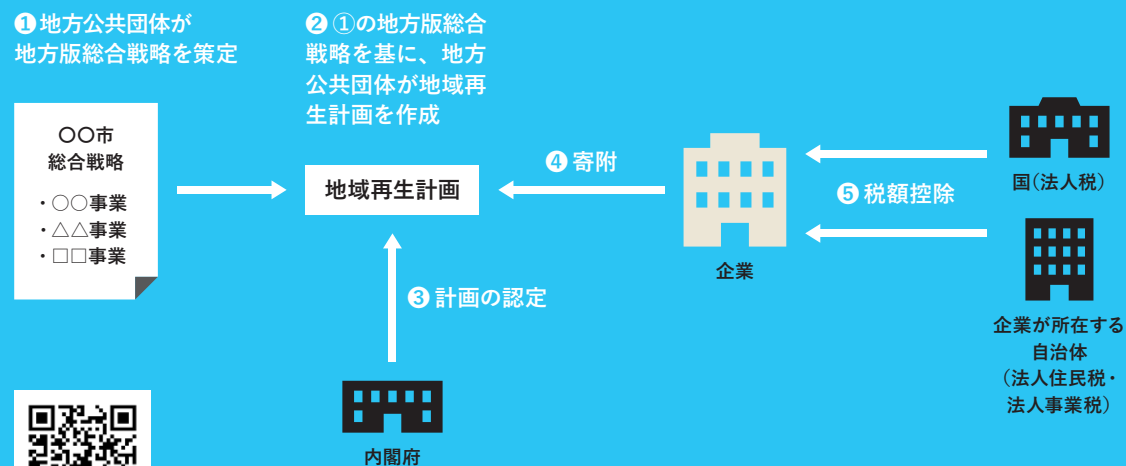 ❶地方公共団体が
地方版総合戦略を策定
❷ ①の地方版総合
戦略を基に、地方
公共団体が地域再
生計画を作成
〇〇市
総合戦略
・〇〇事業
・△△事業
・□□事業
地域再生計画
❹ 寄附
企業
❺ 税額控除
国(法人税)
企業が所在する
自治体
(法人住民税・
法人事業税)
❸ 計画の認定
内閣府